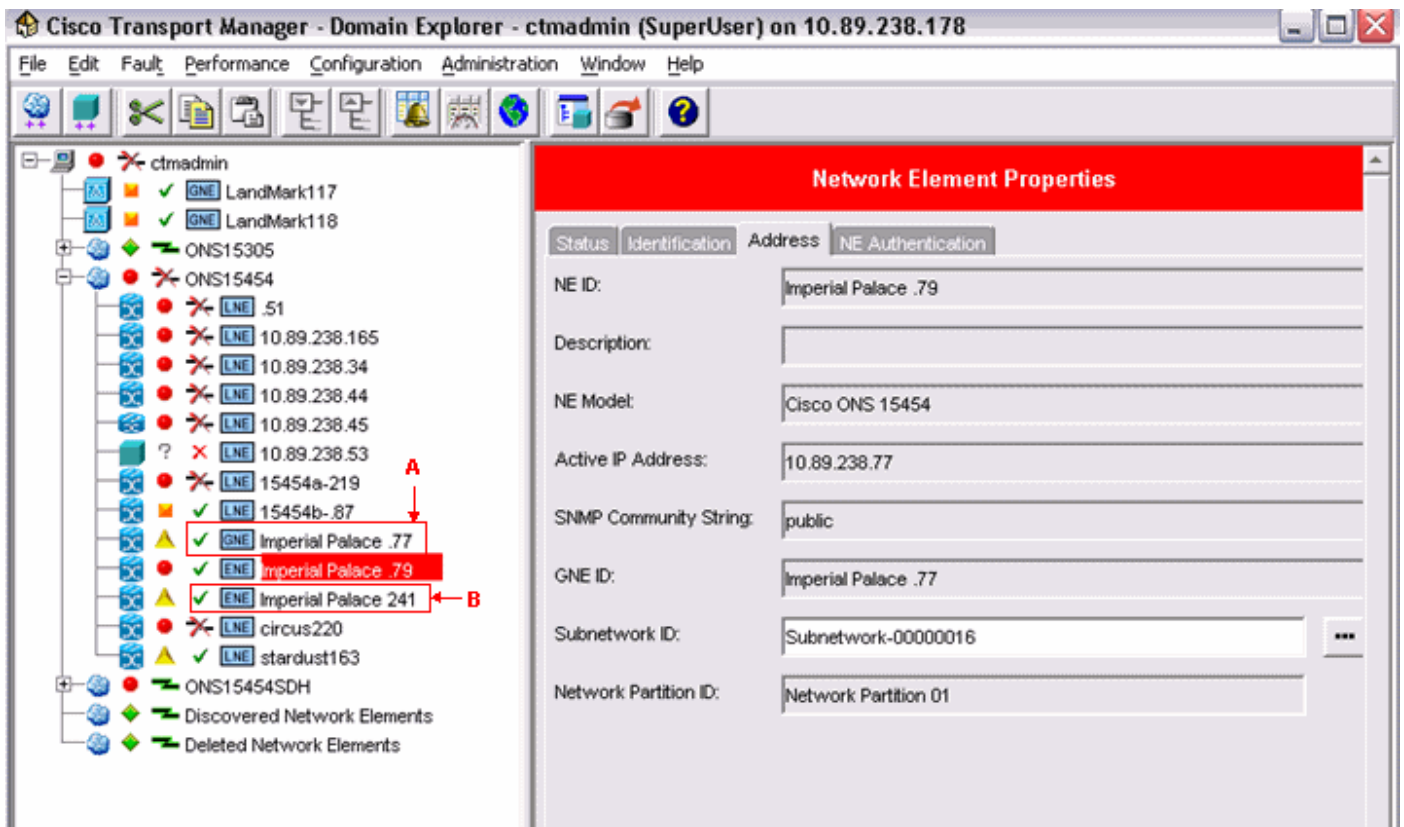 Cisco Transport Manager - Domain Explorer - ctmadmin (SuperUser) on 10.89.238.178
File Edit Fault Performance Configuration Administration Window Help
ctmadmin
GNE LandMark117
GNE LandMark118
ONS15305
ONS15454
LNE .51
LNE 10.89.238.165
LNE 10.89.238.34
LNE 10.89.238.44
LNE 10.89.238.45
? LNE 10.89.238.53
A
LNE 15454a-219
LNE 15454b-.87
GNE Imperial Palace .77
ENE Imperial Palace .79
ENE Imperial Palace 241
B
LNE circus220
LNE stardust163
ONS15454SDH
Discovered Network Elements
Deleted Network Elements
Network Element Properties
Status Identification Address NE Authentication
NE ID: Imperial Palace .79
Description:
NE Model: Cisco ONS 15454
Active IP Address: 10.89.238.77
SNMP Community String: public
GNE ID: Imperial Palace .77
Subnetwork ID: Subnetwork-00000016 ...
Network Partition ID: Network Partition 01